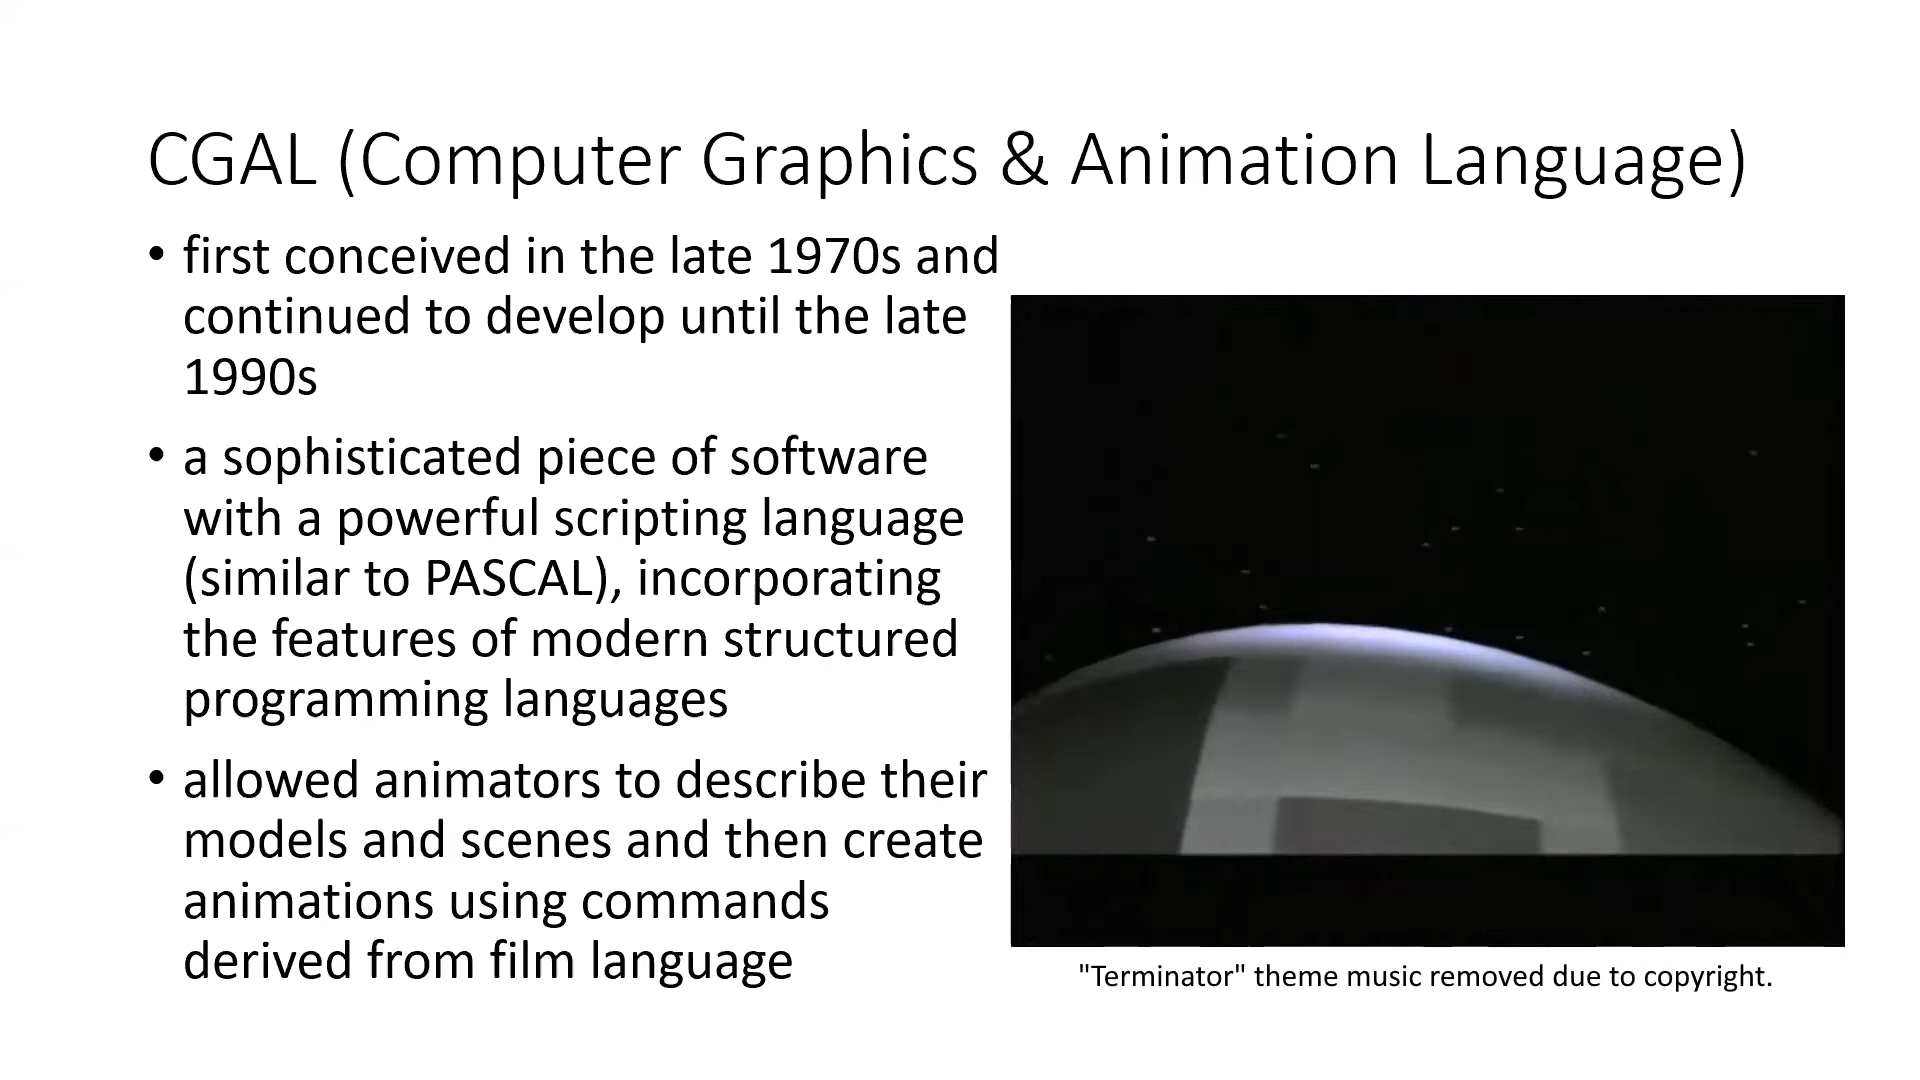 CGAL (Computer Graphics & Animation Language)
• first conceived in the late 1970s and
continued to develop until the late
1990s
• a sophisticated piece of software
with a powerful scripting language
(similar to PASCAL), incorporating
the features of modern structured
programming languages
• allowed animators to describe their
models and scenes and then create
animations using commands
derived from film language
"Terminator" theme music removed due to copyright.